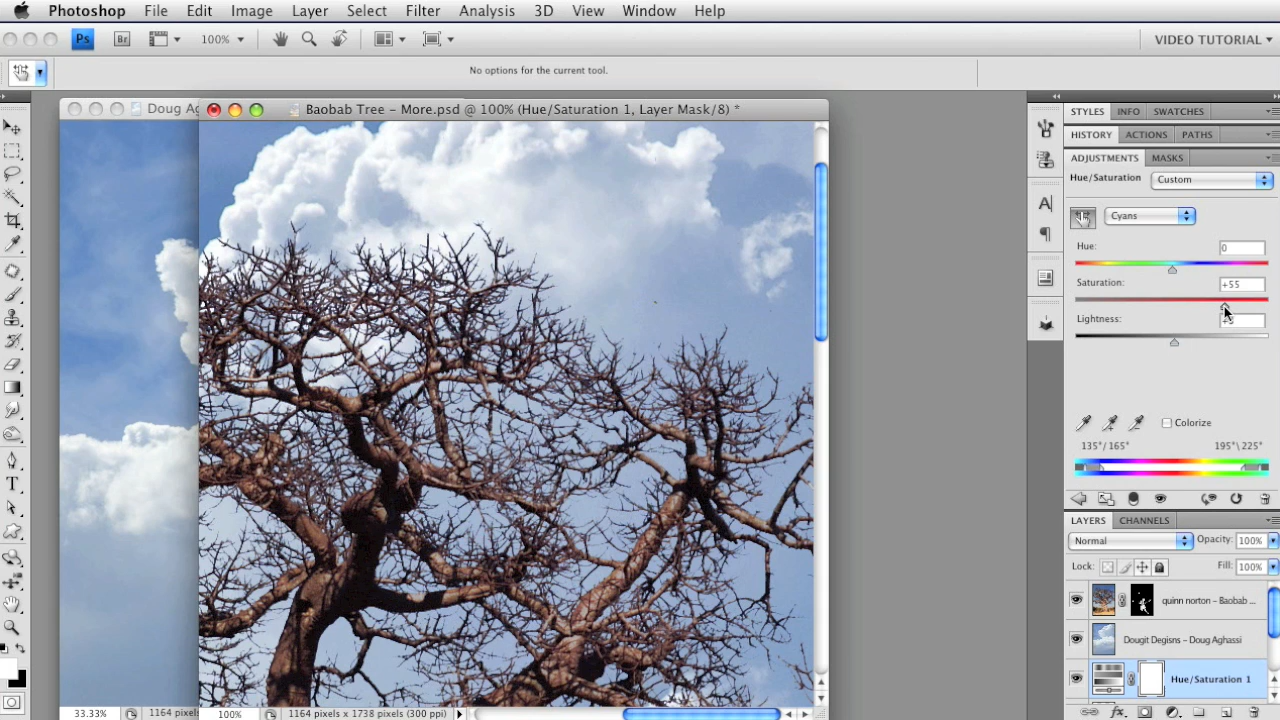 Photoshop File Edit Image Layer Select Filter Analysis 3D View Window Help
Ps Br 100% VIDEO TUTORIAL
No options for the current tool.
Doug Ag
Baobab Tree – More.psd @ 100% (Hue/Saturation 1, Layer Mask/8) *
STYLES INFO SWATCHES
HISTORY ACTIONS PATHS
ADJUSTMENTS MASKS
Hue/Saturation Custom
Cyans
Hue: 0
Saturation: +55
Lightness:
Colorize
135°/165° 195°\225°
LAYERS CHANNELS
Normal Opacity: 100%
Lock: Fill: 100%
quinn norton – Baobab ...
Dougit Degisns – Doug Aghassi
Hue/Saturation 1
33.33% 1164 pixels
100% 1164 pixels x 1738 pixels (300 ppi)